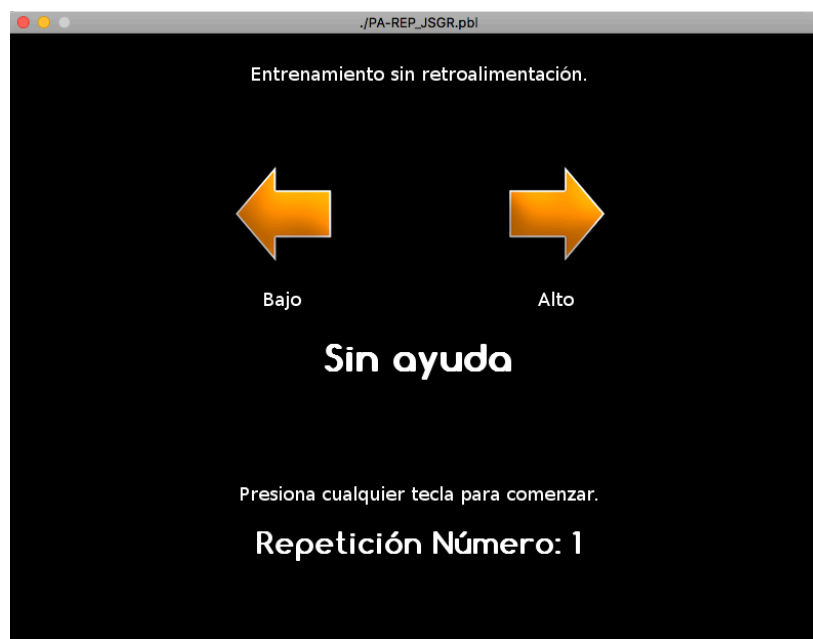 ./PA-REP_JSGR.pbl
Entrenamiento sin retroalimentación.
Bajo Alto
Sin ayuda
Presiona cualquier tecla para comenzar.
Repetición Número: 1